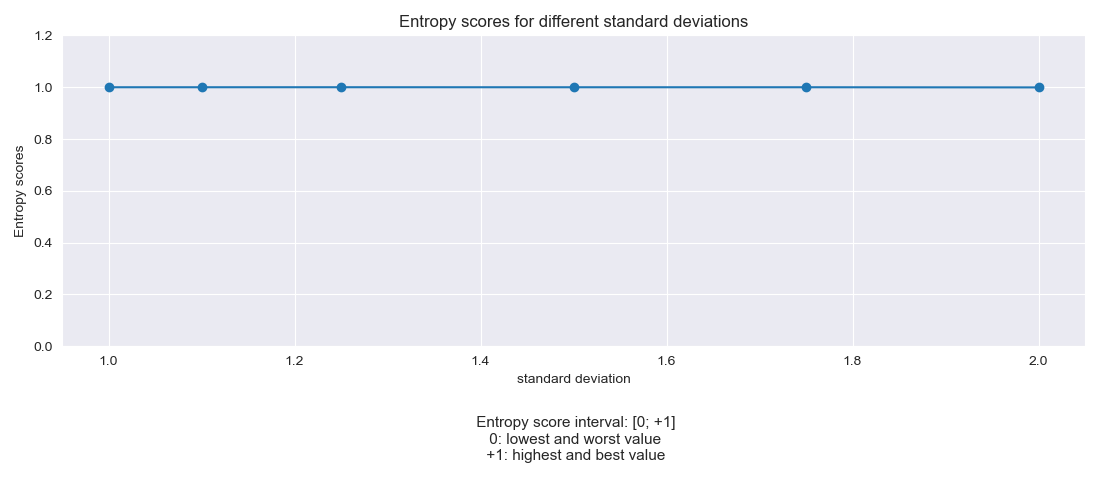 Entropy scores for different standard deviations
1.2
1.0
0.8
0.6
0.4
0.2
0.0
Entropy scores
1.0 1.2 1.4 1.6 1.8 2.0
standard deviation
Entropy score interval: [0; +1]
0: lowest and worst value
+1: highest and best value